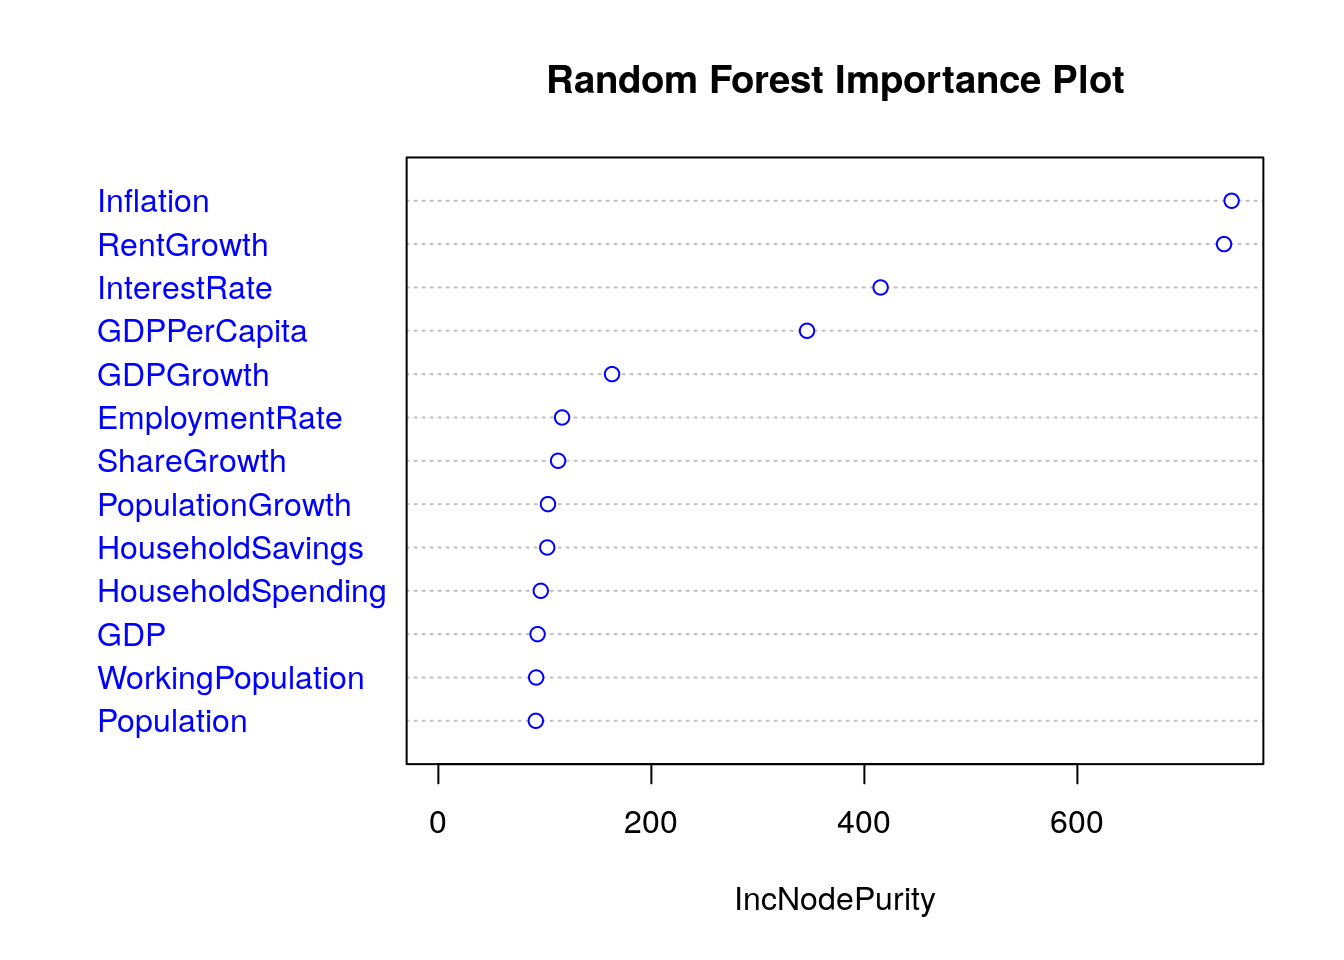 Random Forest Importance Plot
Inflation
RentGrowth
InterestRate
GDPPerCapita
GDPGrowth
EmploymentRate
ShareGrowth
PopulationGrowth
HouseholdSavings
HouseholdSpending
GDP
WorkingPopulation
Population
0 200 400 600
IncNodePurity